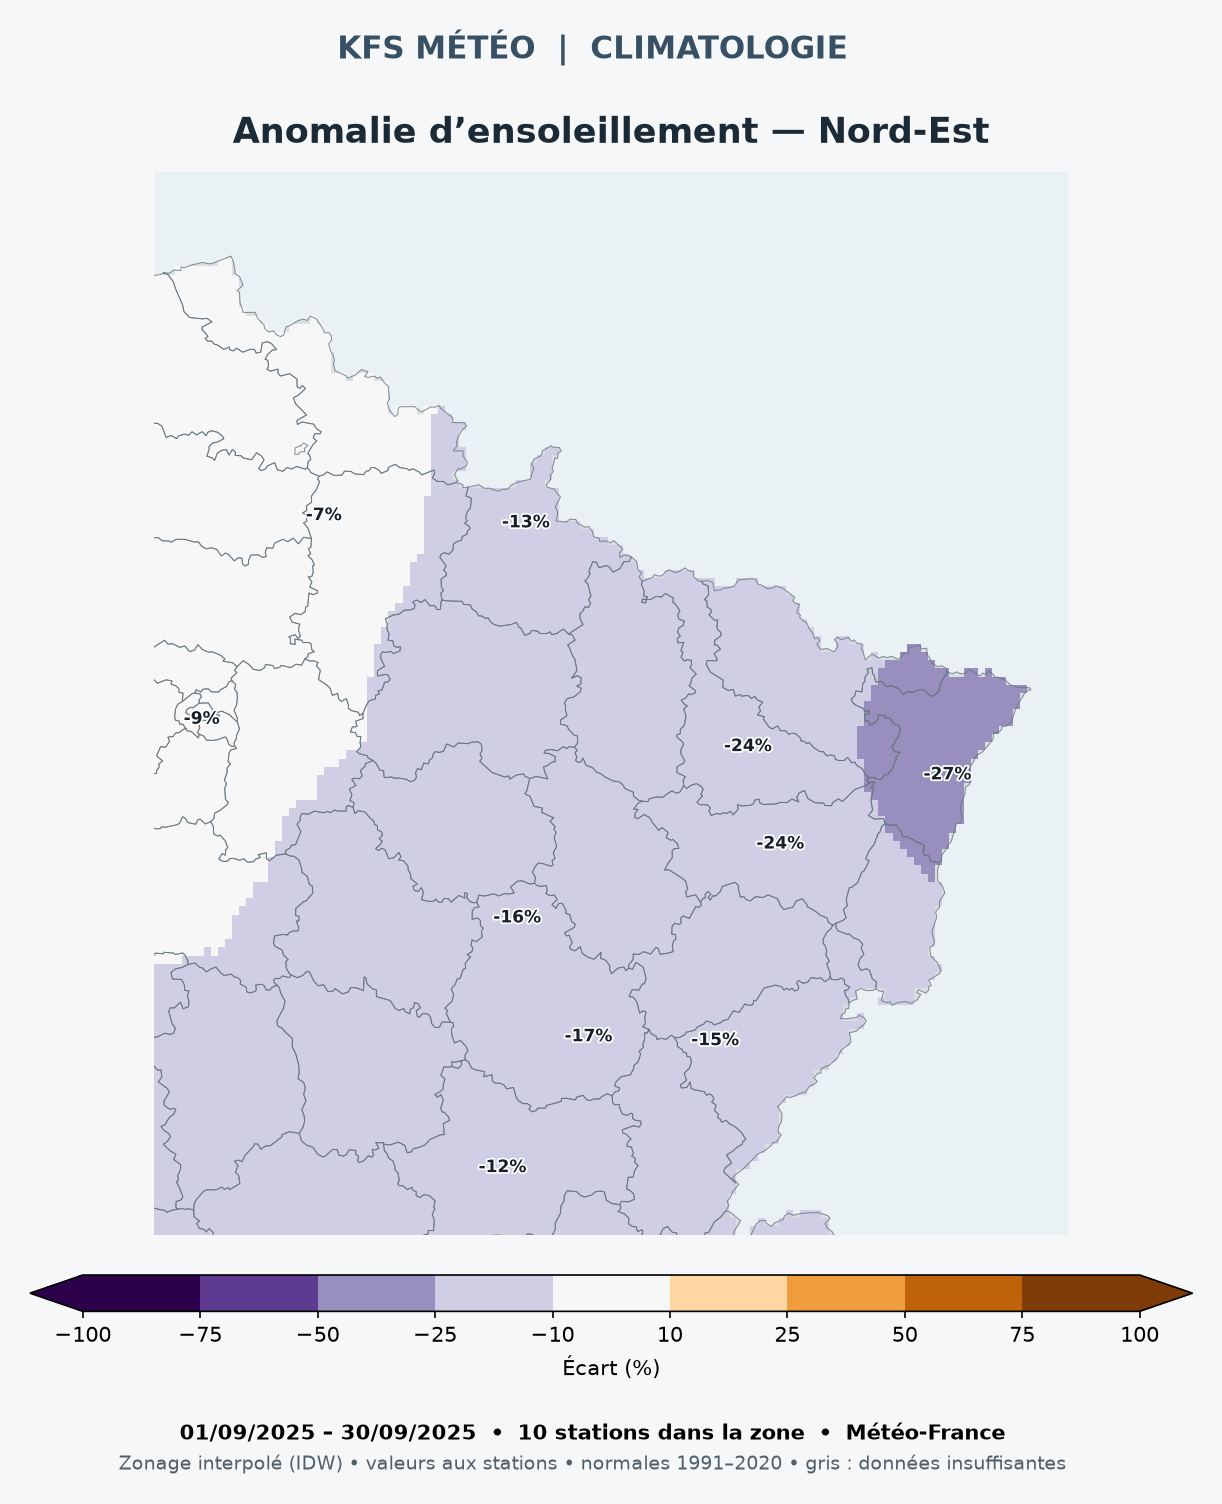 KFS MÉTÉO | CLIMATOLOGIE
Anomalie d’ensoleillement — Nord-Est
-7%
-13%
-9%
-24%
-27%
-24%
-16%
-17%
-15%
-12%
−100 −75 −50 −25 −10 10 25 50 75 100
Écart (%)
01/09/2025 – 30/09/2025 • 10 stations dans la zone • Météo-France
Zonage interpolé (IDW) • valeurs aux stations • normales 1991–2020 • gris : données insuffisantes